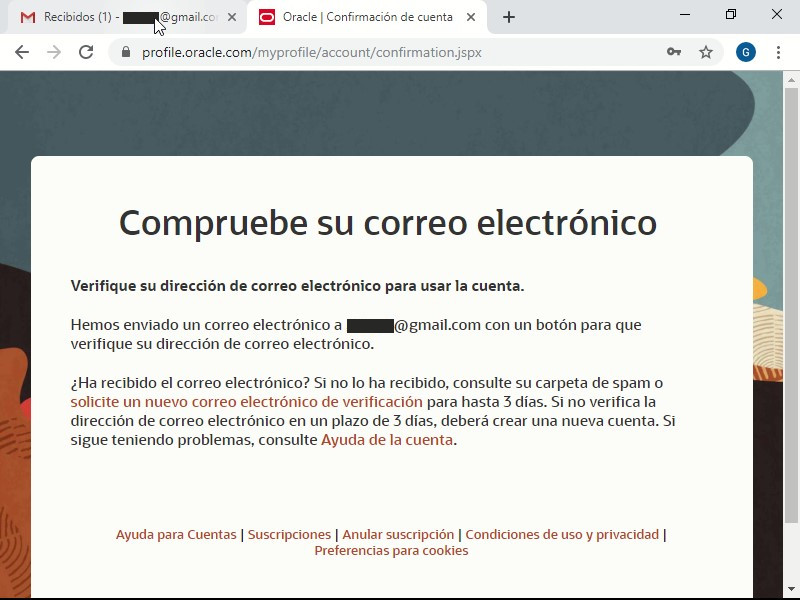 Recibidos (1) - @gmail.co
Oracle | Confirmación de cuenta
profile.oracle.com/myprofile/account/confirmation.jspx
G
Compruebe su correo electrónico
Verifique su dirección de correo electrónico para usar la cuenta.
Hemos enviado un correo electrónico a @gmail.com con un botón para que
verifique su dirección de correo electrónico.
¿Ha recibido el correo electrónico? Si no lo ha recibido, consulte su carpeta de spam o
solicite un nuevo correo electrónico de verificación para hasta 3 días. Si no verifica la
dirección de correo electrónico en un plazo de 3 días, deberá crear una nueva cuenta. Si
sigue teniendo problemas, consulte Ayuda de la cuenta.
Ayuda para Cuentas | Suscripciones | Anular suscripción | Condiciones de uso y privacidad |
Preferencias para cookies